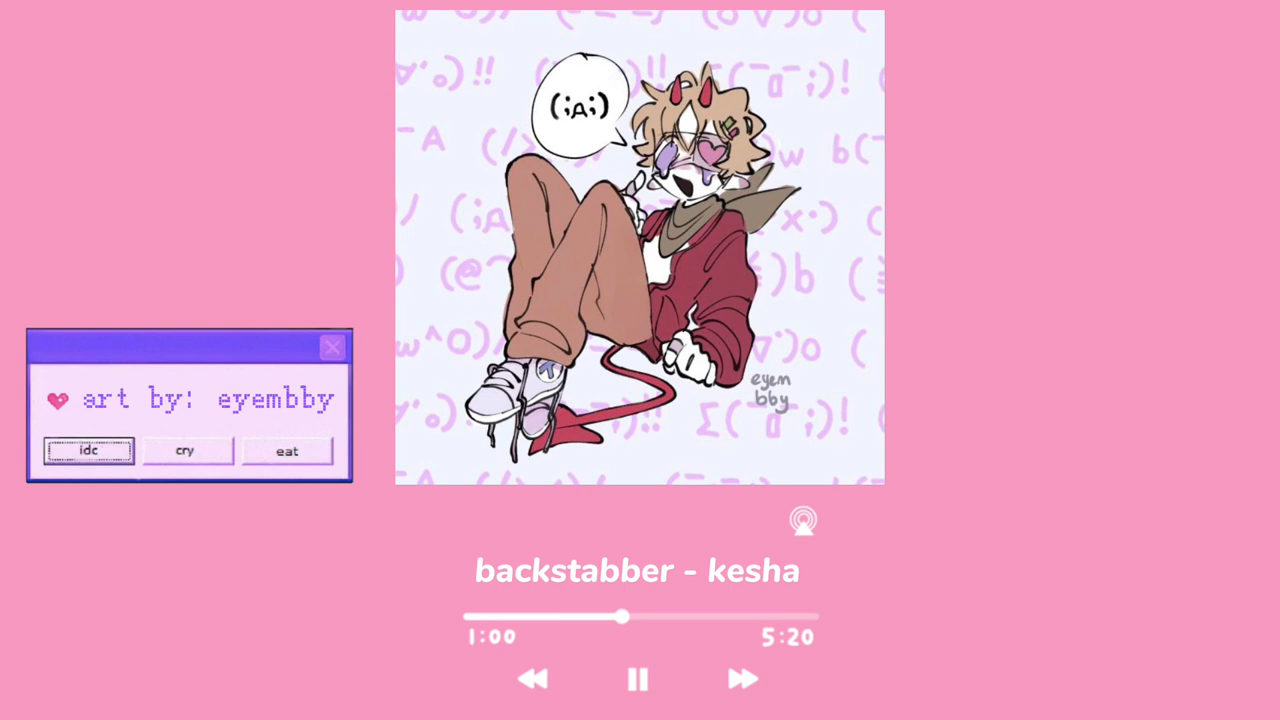 (;д;)
eyem
bby
art by: eyembby
idc
cry
eat
backstabber - kesha
1:00
5:20